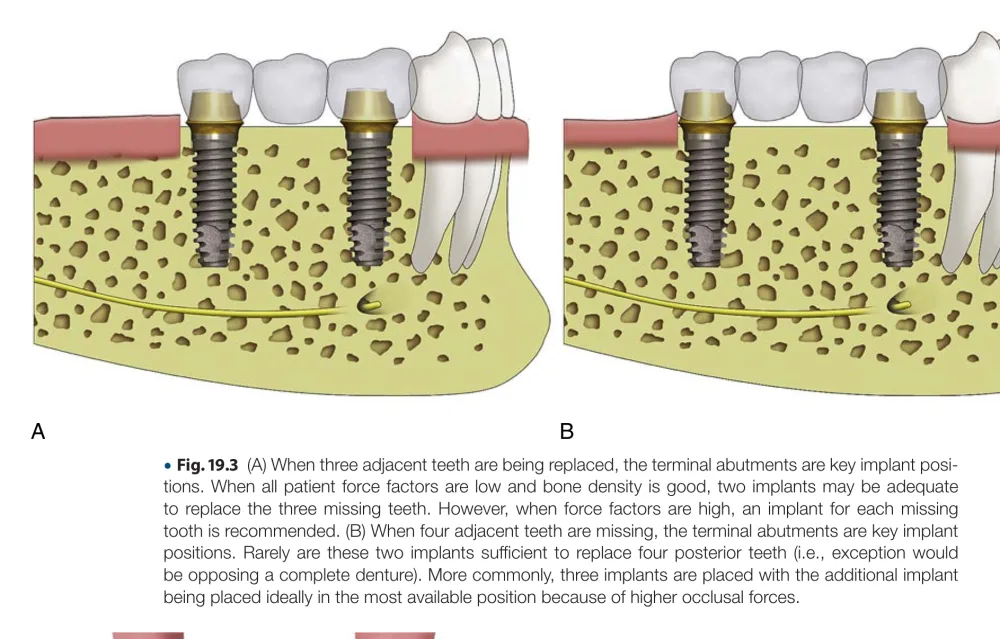 A
B
• Fig. 19.3 (A) When three adjacent teeth are being replaced, the terminal abutments are key implant posi-
tions. When all patient force factors are low and bone density is good, two implants may be adequate
to replace the three missing teeth. However, when force factors are high, an implant for each missing
tooth is recommended. (B) When four adjacent teeth are missing, the terminal abutments are key implant
positions. Rarely are these two implants sufficient to replace four posterior teeth (i.e., exception would
be opposing a complete denture). More commonly, three implants are placed with the additional implant
being placed ideally in the most available position because of higher occlusal forces.